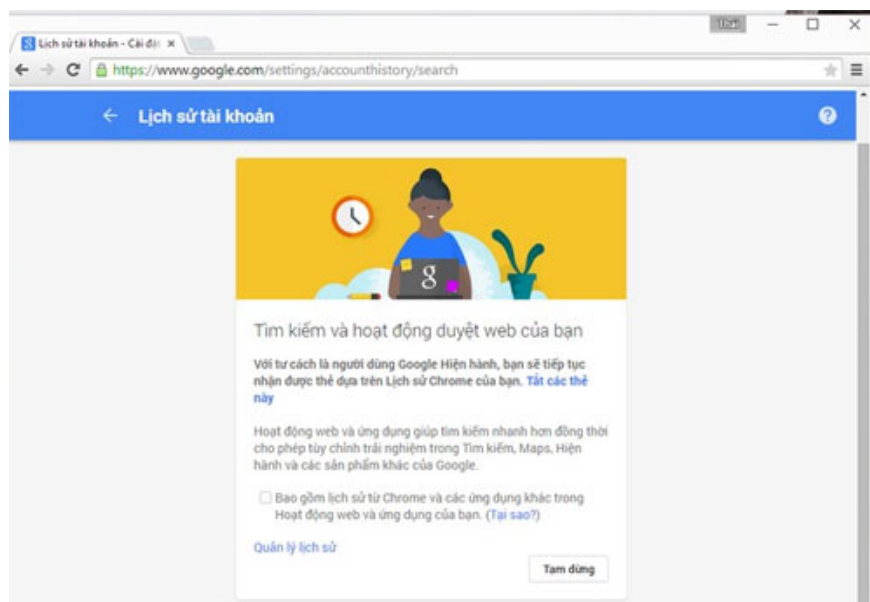 Lịch sử tài khoản - Cài đặ
https://www.google.com/settings/accounthistory/search
Lịch sử tài khoản
g
Tìm kiếm và hoạt động duyệt web của bạn
Với tư cách là người dùng Google Hiện hành, bạn sẽ tiếp tục
nhận được thẻ dựa trên Lịch sử Chrome của bạn. Tắt các thẻ
này
Hoạt động web và ứng dụng giúp tìm kiếm nhanh hơn đồng thời
cho phép tùy chỉnh trải nghiệm trong Tìm kiếm, Maps, Hiện
hành và các sản phẩm khác của Google.
Bao gồm lịch sử từ Chrome và các ứng dụng khác trong
Hoạt động web và ứng dụng của bạn. (Tại sao?)
Quản lý lịch sử
Tạm dừng